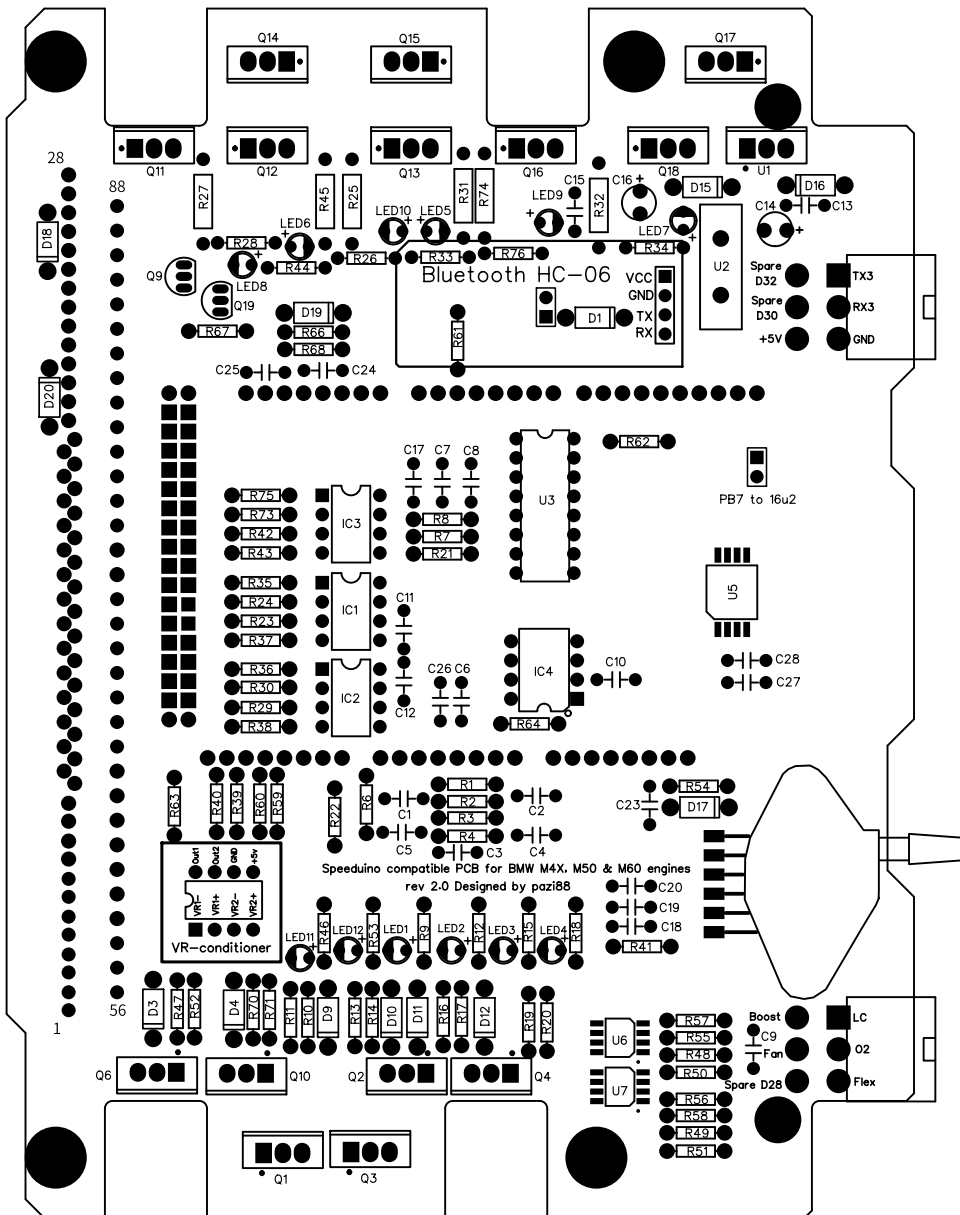 Q14
Q15
Q17
28
88
Q11
Q12
Q13
Q16
Q18
U1
R27
R45
R25
R31
R74
LED9
C15
R32
C16
D15
D16
C14
C13
D18
R28
LED6
LED10
LED5
LED7
R34
U2
Q9
LED8
R44
R26
R33
R76
Bluetooth HC-06
VCC
GND
TX
RX
Spare
D32
TX3
Q19
D19
R61
D1
Spare
D30
RX3
R67
R66
R68
+5V
GND
C25
C24
D20
C17
C7
C8
R62
U3
PB7 to 16u2
R75
R73
R42
R43
IC3
R8
R7
R21
R35
R24
R23
R37
IC1
C11
U5
R36
R30
R29
R38
IC2
C12
C26
C6
IC4
C10
C28
C27
R64
R63
R40
R39
R60
R59
R22
R6
C1
C5
R1
R2
R3
R4
C3
C2
C4
C23
R54
D17
Out1
Out2
GND
+5v
VR1-
VR1+
VR2-
VR2+
VR-conditioner
Speeduino compatible PCB for BMW M4X, M50 & M60 engines
rev 2.0 Designed by pazi88
C20
C19
C18
R41
LED11
R46
LED12
R53
LED1
R9
LED2
R12
LED3
R15
LED4
R18
56
1
D3
R47
R52
D4
R70
R71
R11
R10
D9
R13
R14
D10
D11
R16
R17
D12
R19
R20
Boost
LC
C9
Fan
O2
Spare D28
Flex
U6
U7
R57
R55
R48
R50
R56
R58
R49
R51
Q6
Q10
Q2
Q4
Q1
Q3